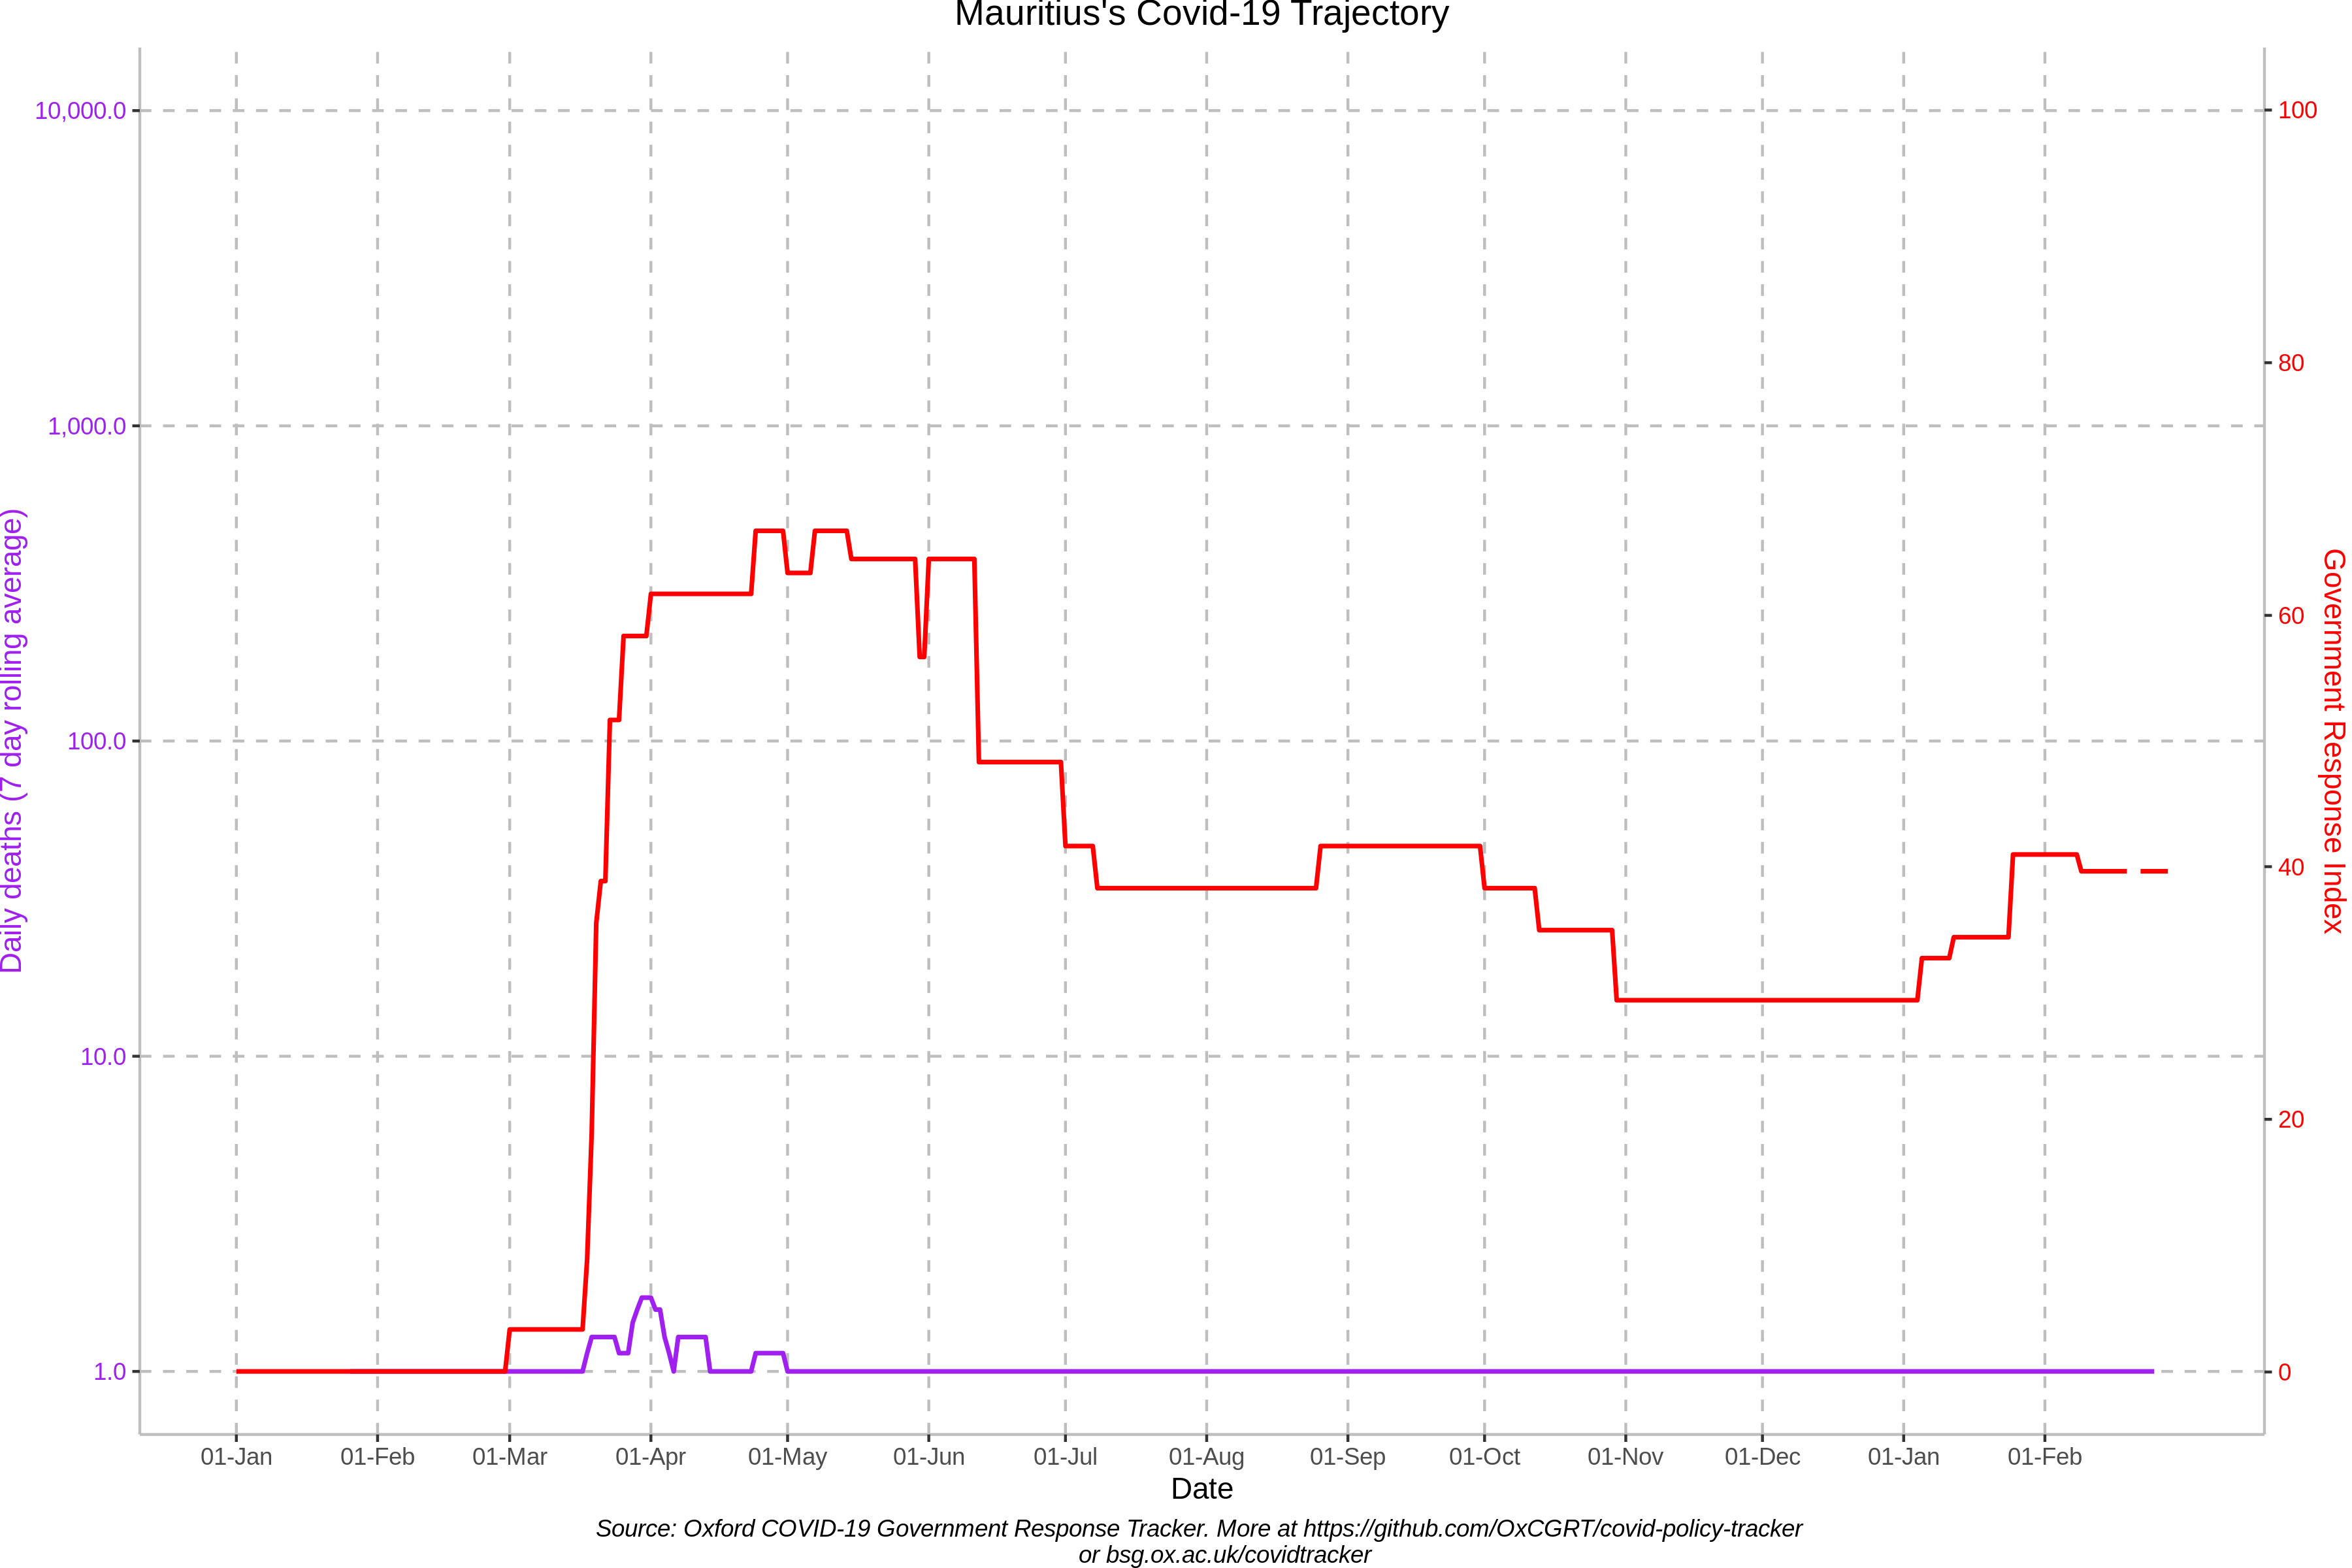 Mauritius's Covid-19 Trajectory
10,000.0
1,000.0
100.0
10.0
1.0
Daily deaths (7 day rolling average)
100
80
60
40
20
0
Government Response Index
01-Jan
01-Feb
01-Mar
01-Apr
01-May
01-Jun
01-Jul
01-Aug
01-Sep
01-Oct
01-Nov
01-Dec
01-Jan
01-Feb
Date
Source: Oxford COVID-19 Government Response Tracker. More at https://github.com/OxCGRT/covid-policy-tracker
or bsg.ox.ac.uk/covidtracker